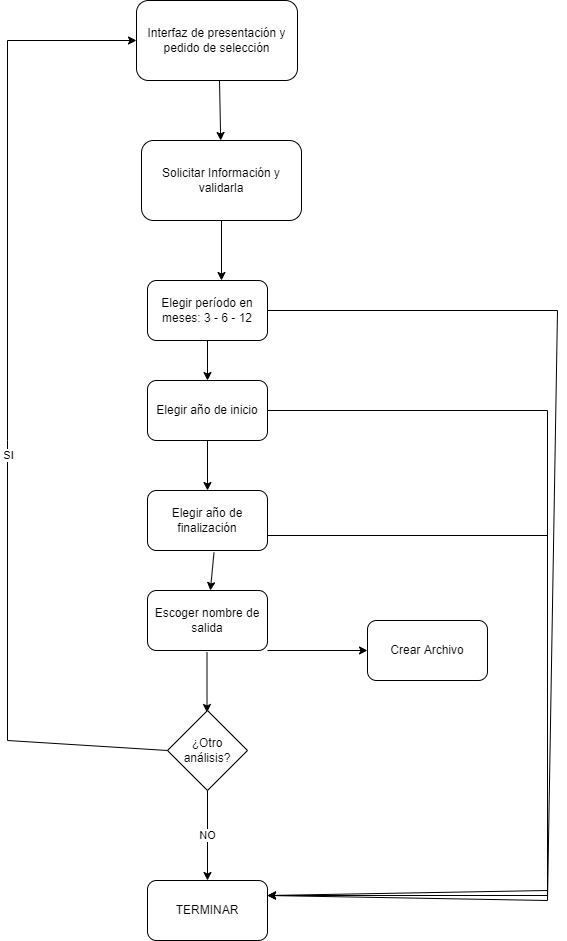 Interfaz de presentación y
pedido de selección
Solicitar Información y
validarla
Elegir período en
meses: 3 - 6 - 12
Elegir año de inicio
SI
Elegir año de
finalización
Escoger nombre de
salida
Crear Archivo
¿Otro
análisis?
NO
TERMINAR